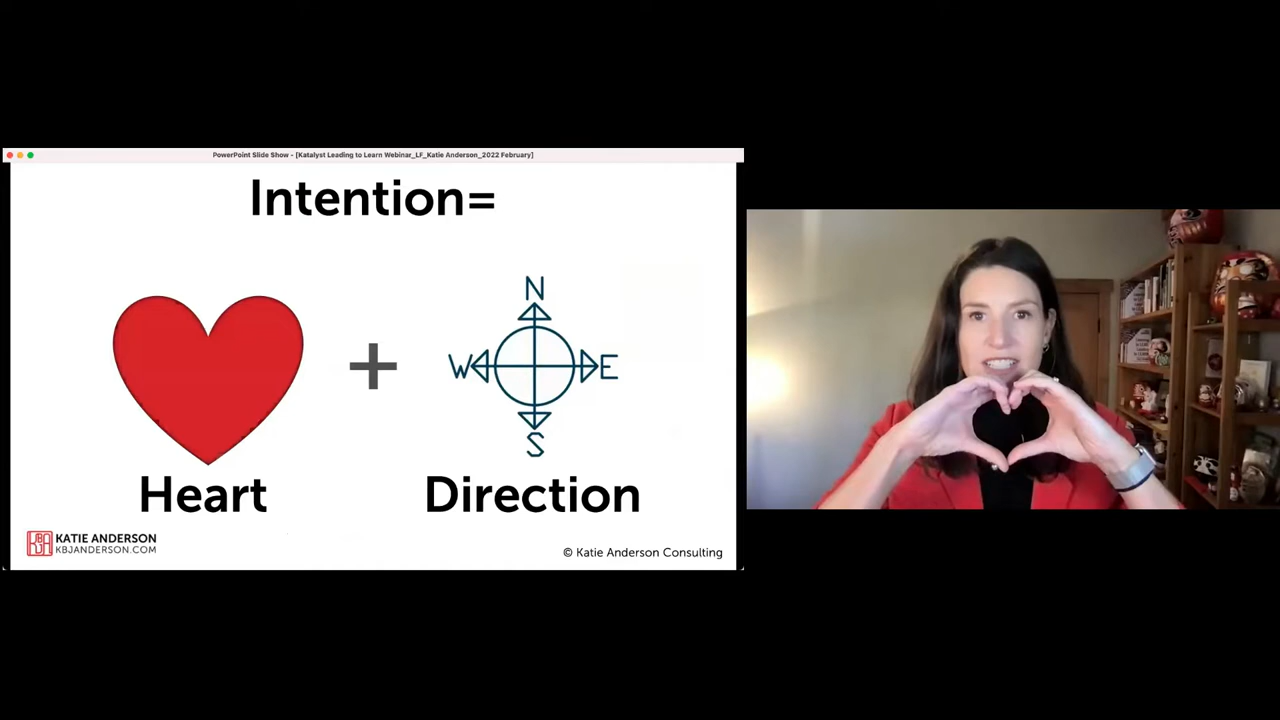 PowerPoint Slide Show - [Katalyst Leading to Learn Webinar_LF_Katie Anderson_2022 February]
Intention=
N
W E
S
+
Heart Direction
KATIE ANDERSON
KBJANDERSON.COM
© Katie Anderson Consulting